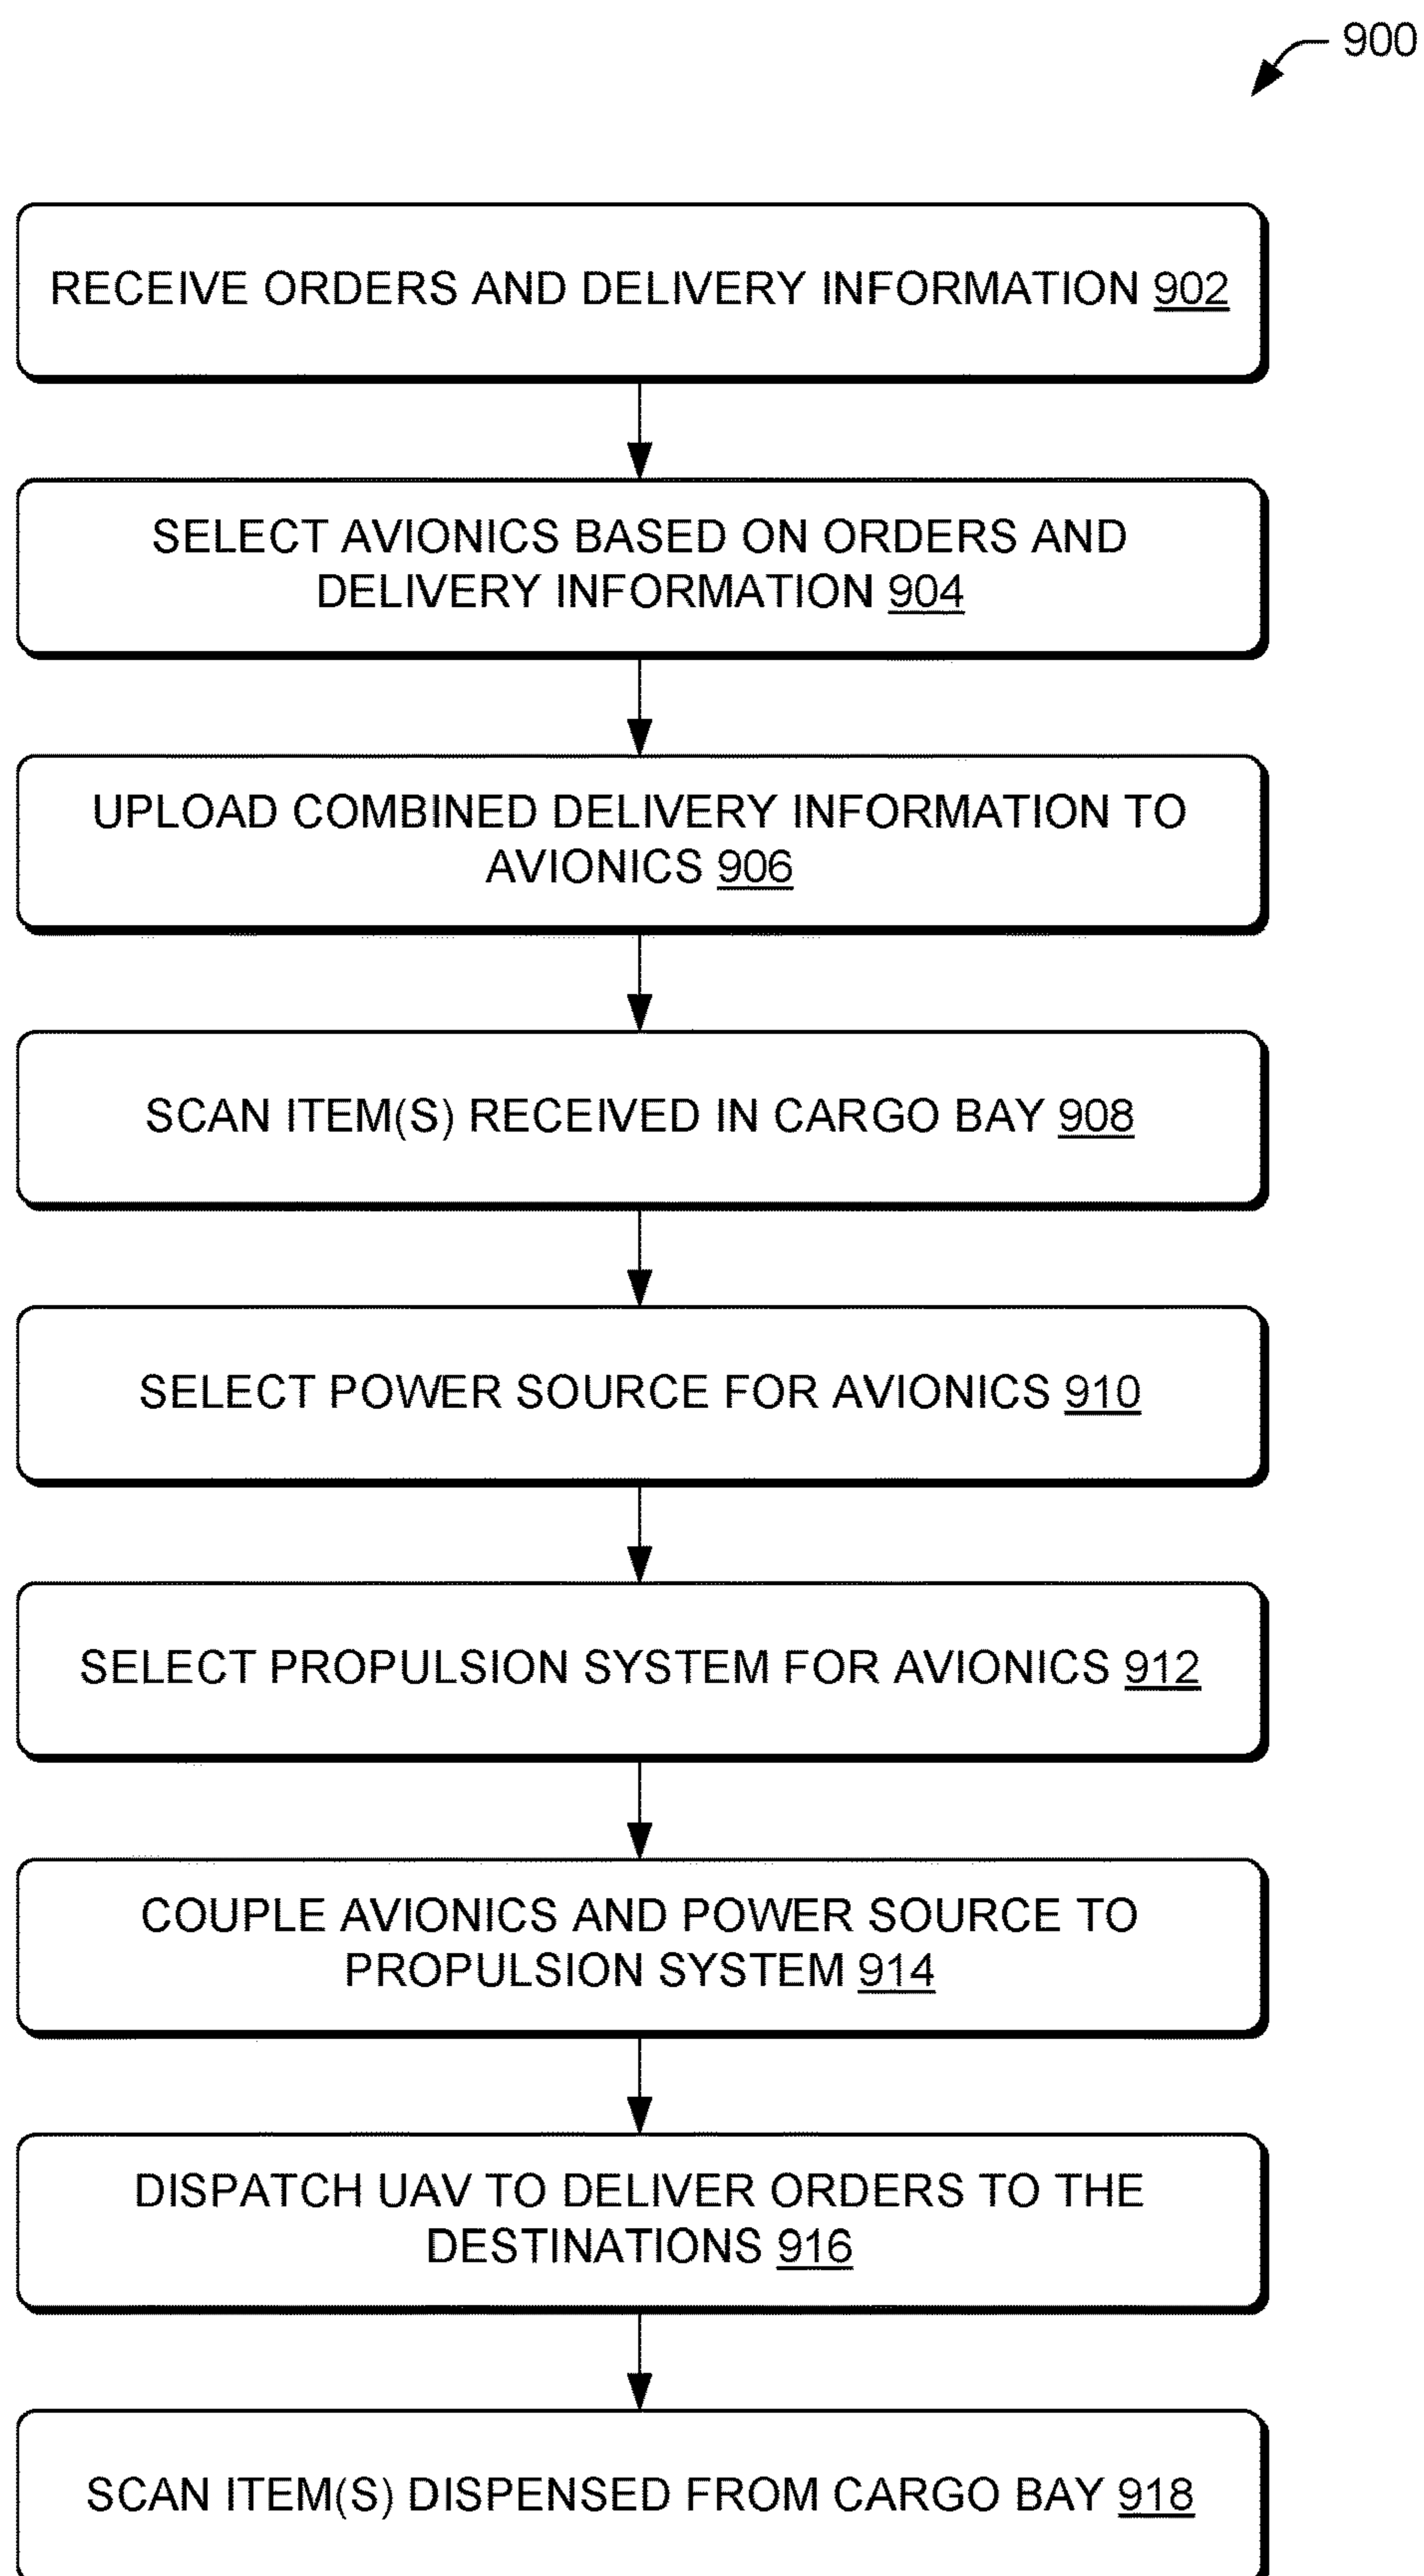 900
RECEIVE ORDERS AND DELIVERY INFORMATION 902
SELECT AVIONICS BASED ON ORDERS AND
DELIVERY INFORMATION 904
UPLOAD COMBINED DELIVERY INFORMATION TO
AVIONICS 906
SCAN ITEM(S) RECEIVED IN CARGO BAY 908
SELECT POWER SOURCE FOR AVIONICS 910
SELECT PROPULSION SYSTEM FOR AVIONICS 912
COUPLE AVIONICS AND POWER SOURCE TO
PROPULSION SYSTEM 914
DISPATCH UAV TO DELIVER ORDERS TO THE
DESTINATIONS 916
SCAN ITEM(S) DISPENSED FROM CARGO BAY 918